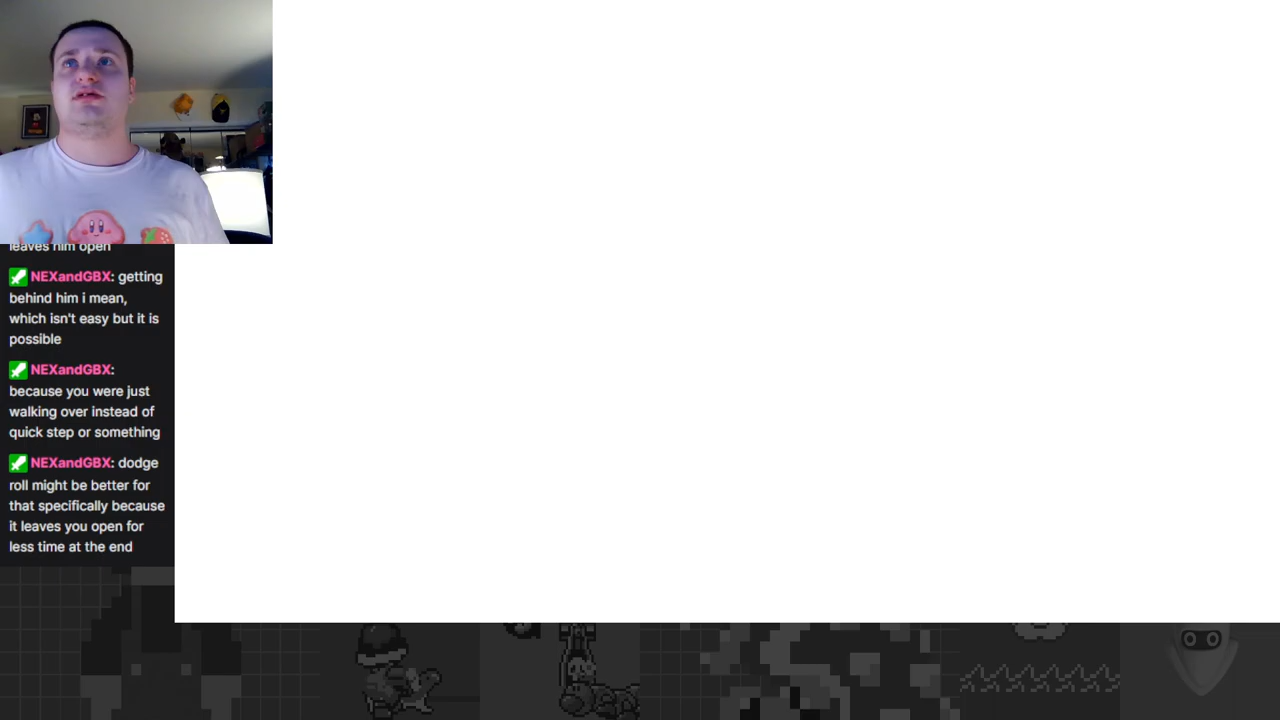 leaves him open
NEXandGBX: getting
behind him i mean,
which isn't easy but it is
possible
NEXandGBX:
because you were just
walking over instead of
quick step or something
NEXandGBX: dodge
roll might be better for
that specifically because
it leaves you open for
less time at the end